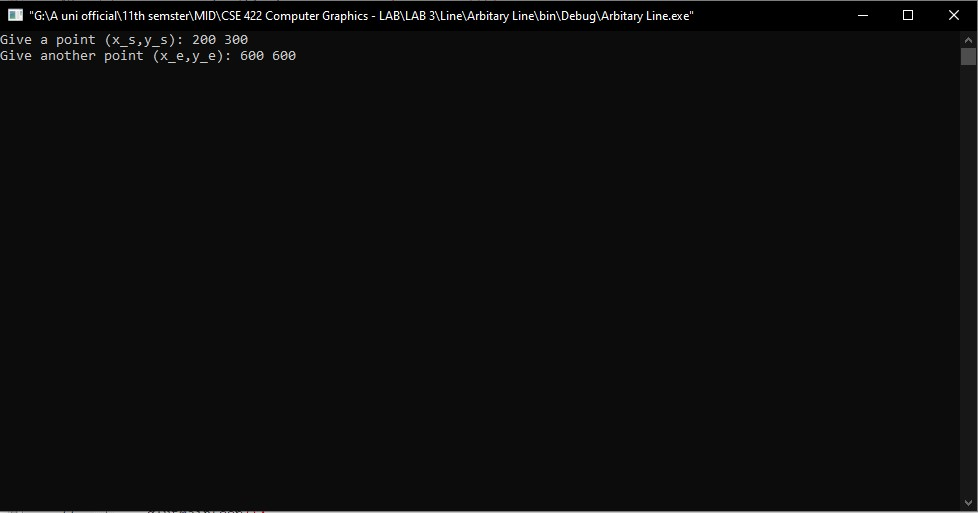 "G:\A uni official\11th semster\MID\CSE 422 Computer Graphics - LAB\LAB 3\Line\Arbitary Line\bin\Debug\Arbitary Line.exe"
Give a point (x_s,y_s): 200 300
Give another point (x_e,y_e): 600 600